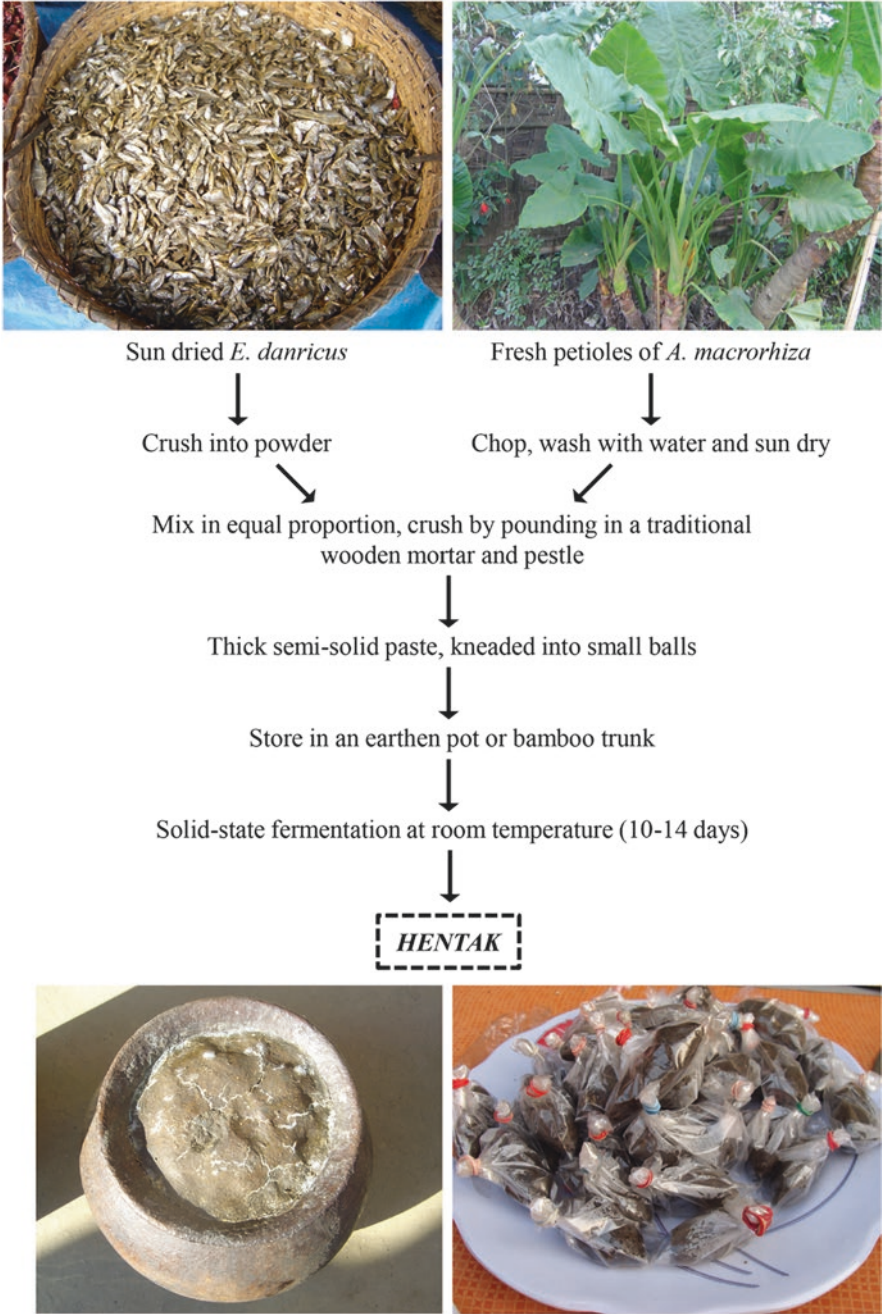 Sun dried E. danricus
Fresh petioles of A. macrorhiza
Crush into powder
Chop, wash with water and sun dry
Mix in equal proportion, crush by pounding in a traditional
wooden mortar and pestle
Thick semi-solid paste, kneaded into small balls
Store in an earthen pot or bamboo trunk
Solid-state fermentation at room temperature (10-14 days)
HENTAK